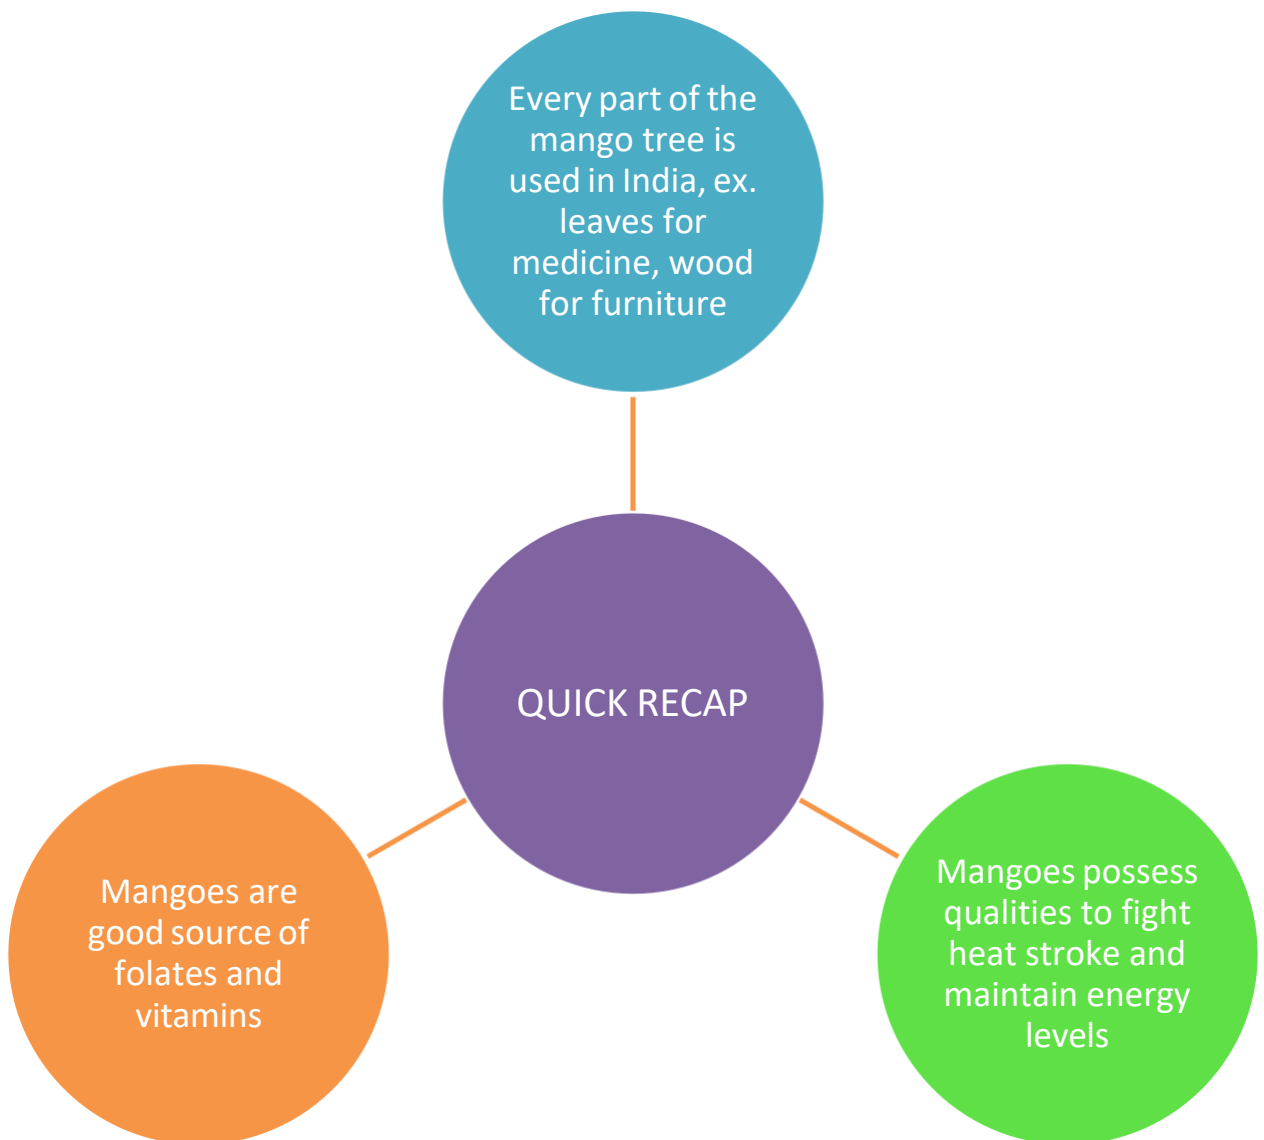 Every part of the
mango tree is
used in India, ex.
leaves for
medicine, wood
for furniture
QUICK RECAP
Mangoes are
good source of
folates and
vitamins
Mangoes possess
qualities to fight
heat stroke and
maintain energy
levels